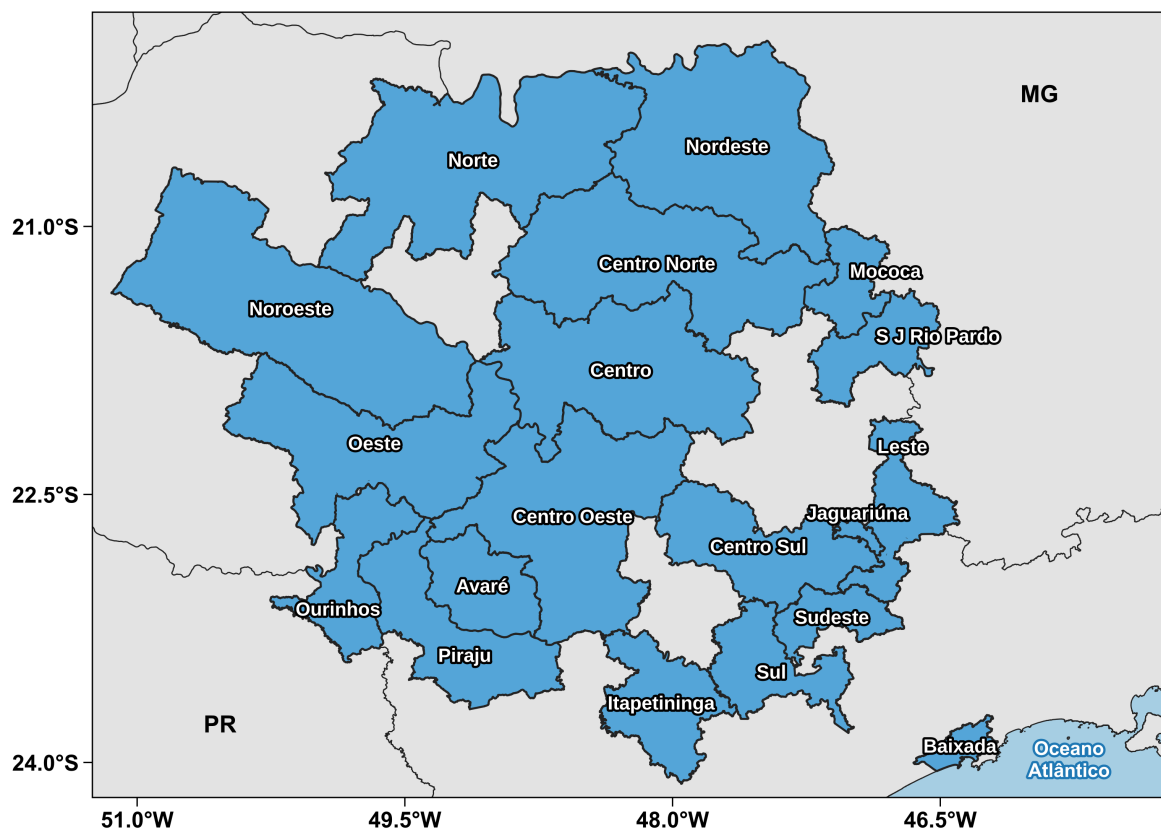 MG
Nordeste
Norte
21.0°S
Centro Norte
Mococa
Noroeste
S J Rio Pardo
Centro
Oeste
Leste
22.5°S
Jaguariúna
Centro Oeste
Centro Sul
Avaré
Ourinhos
Sudeste
Piraju
Sul
Itapetininga
PR
Baixada
Oceano
Atlântico
24.0°S
51.0°W
49.5°W
48.0°W
46.5°W